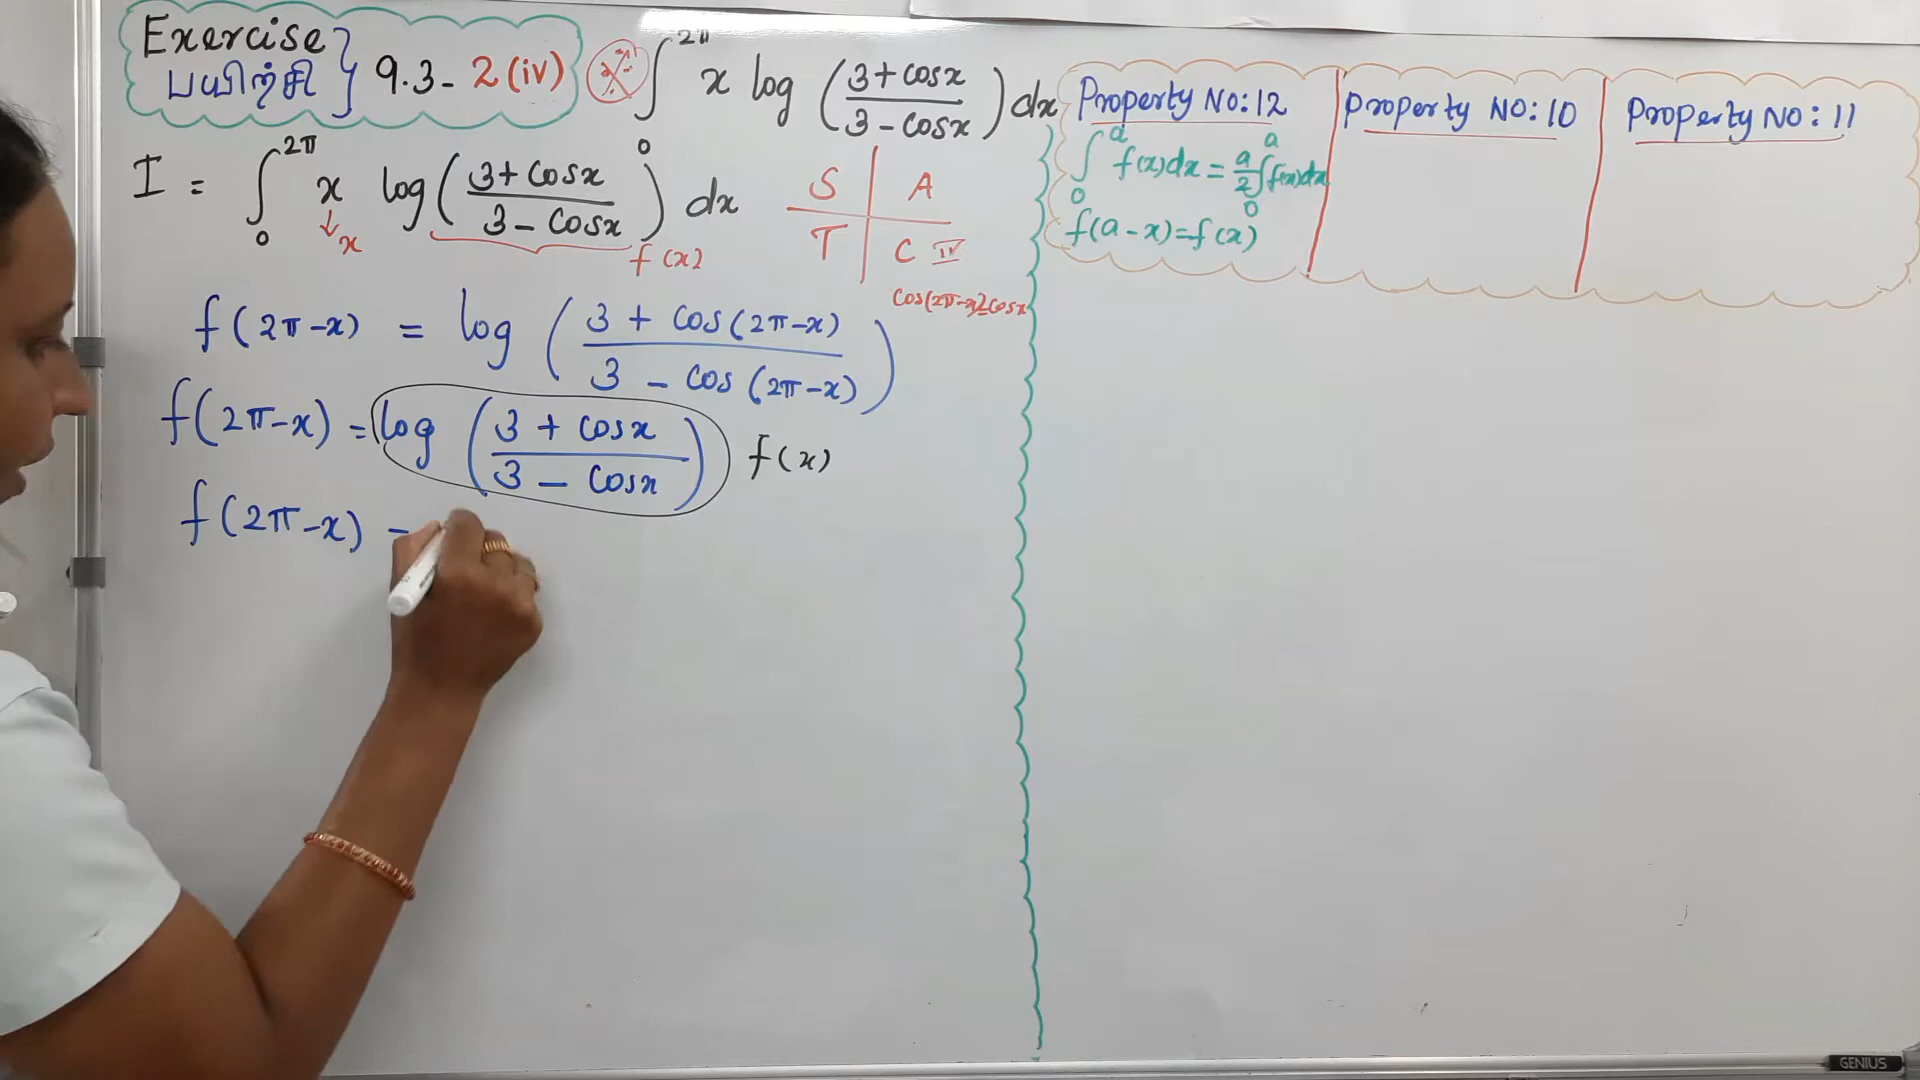 Exercise
பயிற்சி } 9.3 - 2 (iv)
∫₀^2π x log (3 + cosx / 3 - cosx) dx
I = ∫₀^2π x log (3 + cosx / 3 - cosx) dx
↓ x
f(x)
S A
T C IV
cos(2π-x)=cosx
f(2π-x) = log (3 + cos(2π-x) / 3 - cos(2π-x))
f(2π-x) = log (3 + cosx / 3 - cosx) f(x)
f(2π-x) =
Property No:12
∫₀^a f(x)dx = a/2 ∫₀^a f(x)dx
f(a-x)=f(x)
Property No:10
Property No:11
GENIUS